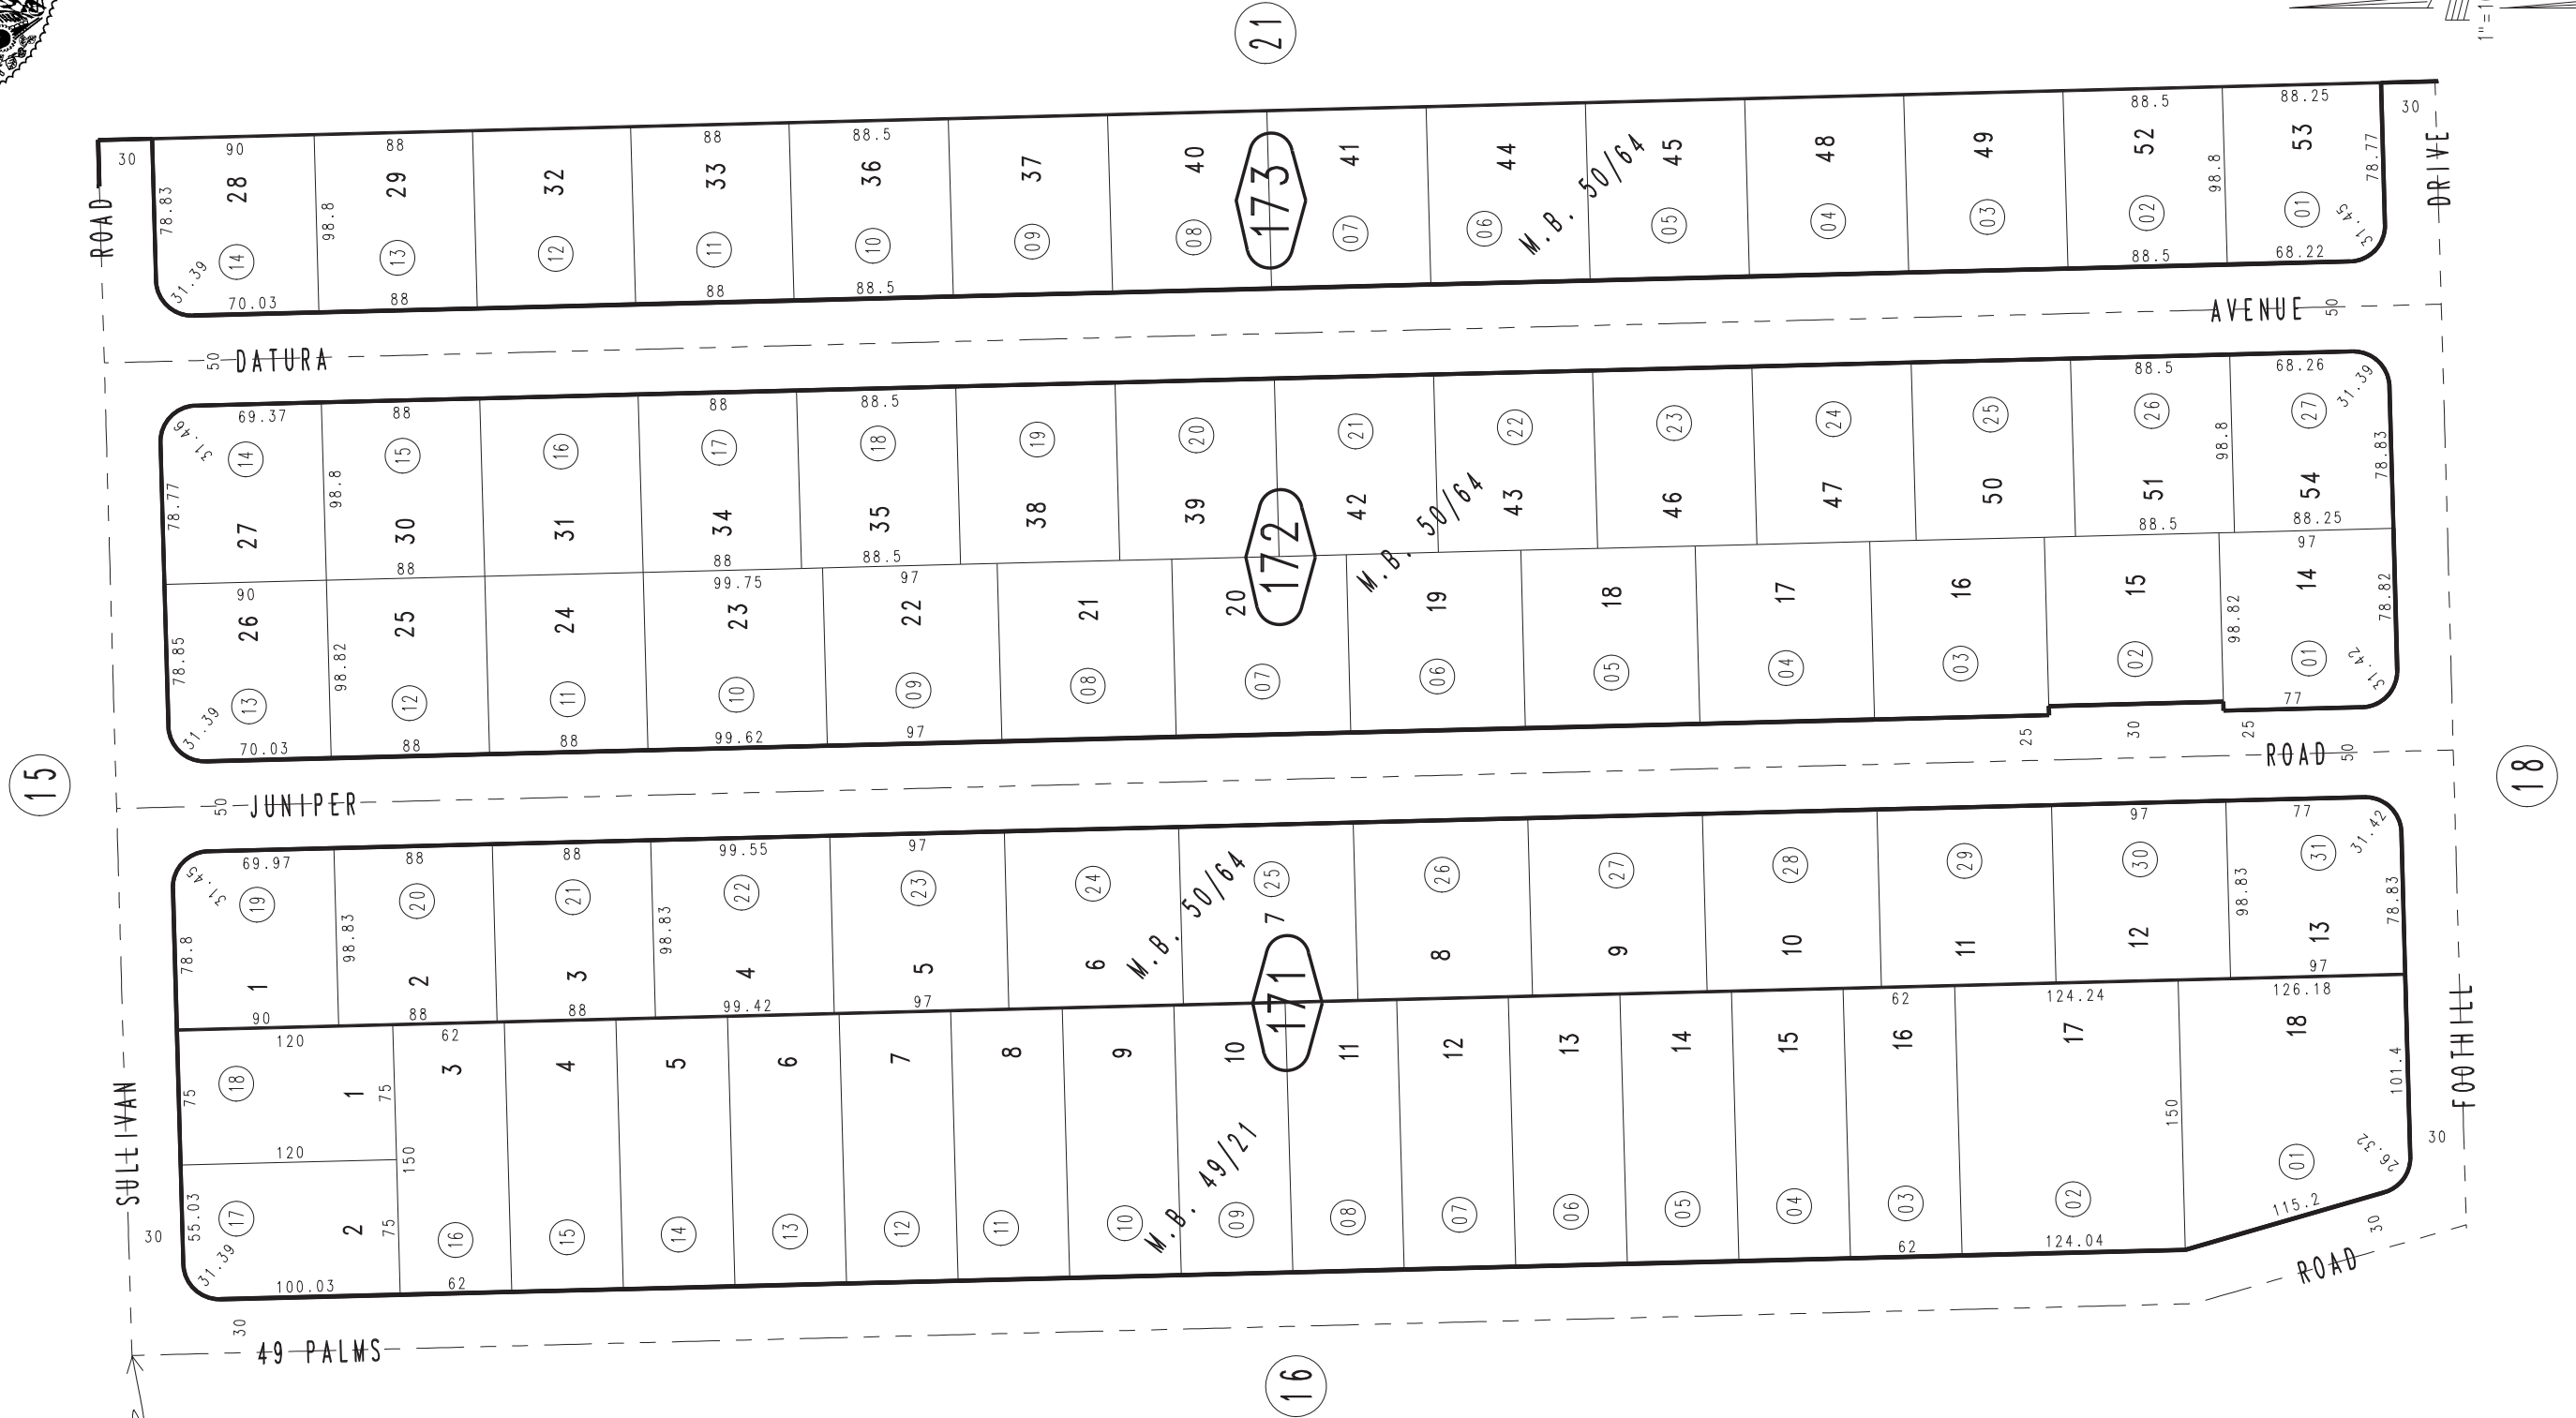 21
1"=1
30 90 88 88 88.5 88.5 88.25 30
28 29 32 33 36 37 40 173 41 44 45 48 49 52 53
ROAD 78.83 98.8 M.B. 50/64 98.8 78.77 DRIVE
14 13 12 11 10 09 08 07 06 05 04 03 02 01
31.39 70.03 88 88 88.5 88.5 68.22 31.45
50 DATURA AVENUE 50
31.46 69.37 88 88 88.5 88.5 68.26 31.39
14 15 16 17 18 19 20 21 22 23 24 25 26 27
78.77 98.8 98.8 78.83
27 30 31 34 35 38 39 42 43 46 47 50 51 54
88 88 88.5 88.5 88.25
172 M.B. 50/64
90 99.75 97 97
26 25 24 23 22 21 20 19 18 17 16 15 14
78.85 98.82 98.82 78.82
13 12 11 10 09 08 07 06 05 04 03 02 01
31.39 70.03 88 88 99.62 97 77 31.42
25 30 25
15 50 JUNIPER ROAD 50 18
31.45 69.97 88 88 99.55 97 97 77 31.42
19 20 21 22 23 24 25 26 27 28 29 30 31
78.8 98.83 98.83 M.B. 50/64 98.83 78.83
1 2 3 4 5 6 7 8 9 10 11 12 13
90 88 88 99.42 97 97
171
120 62 62 124.24 126.18
18 75 1 75 3 4 5 6 7 8 9 10 11 12 13 14 15 16 17 18
SULLIVAN 120 150 150 101.4 FOOTHILL
M.B. 49/21
55.03 17 2 75 16 15 14 13 12 11 10 09 08 07 06 05 04 03 02 01 26.32 30
30 31.39 100.03 62 62 124.04 115.2 30
30 49 PALMS ROAD
16